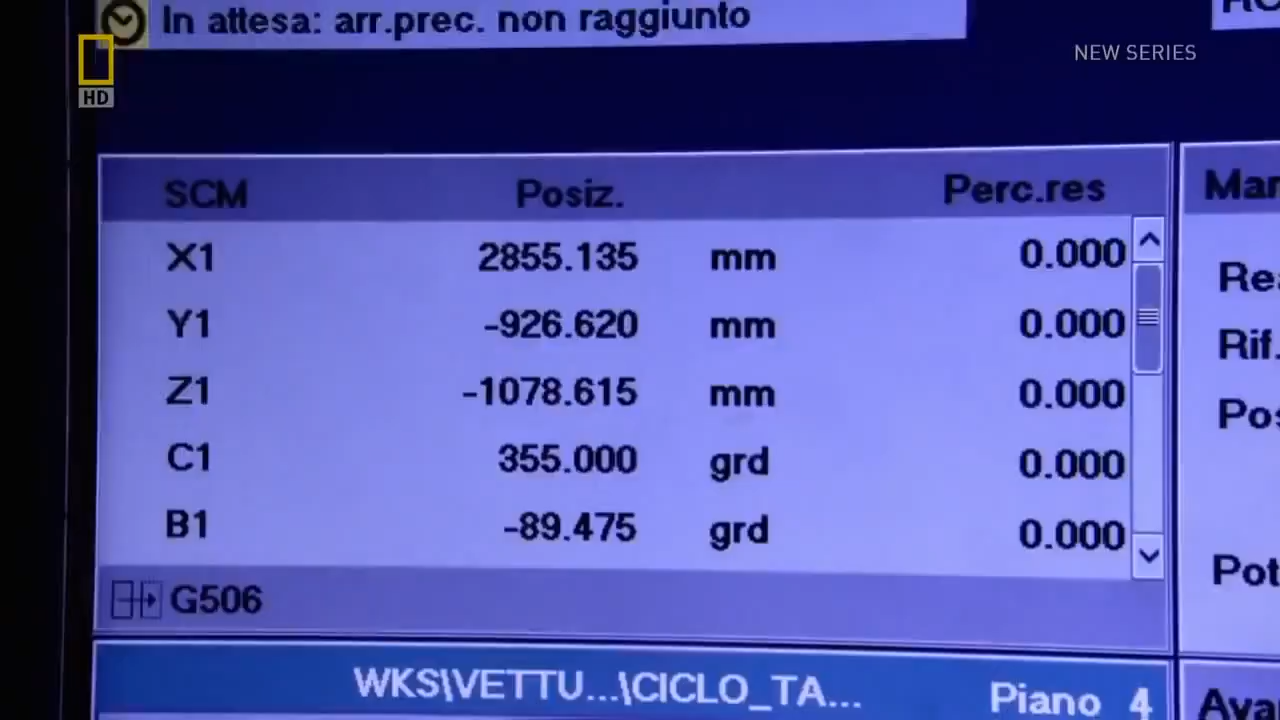 In attesa: arr.prec. non raggiunto
NEW SERIES
HD
SCM Posiz. Perc.res
X1 2855.135 mm 0.000
Y1 -926.620 mm 0.000
Z1 -1078.615 mm 0.000
C1 355.000 grd 0.000
B1 -89.475 grd 0.000
G506
WKS\VETTU...\CICLO_TA... Piano 4
Rif.